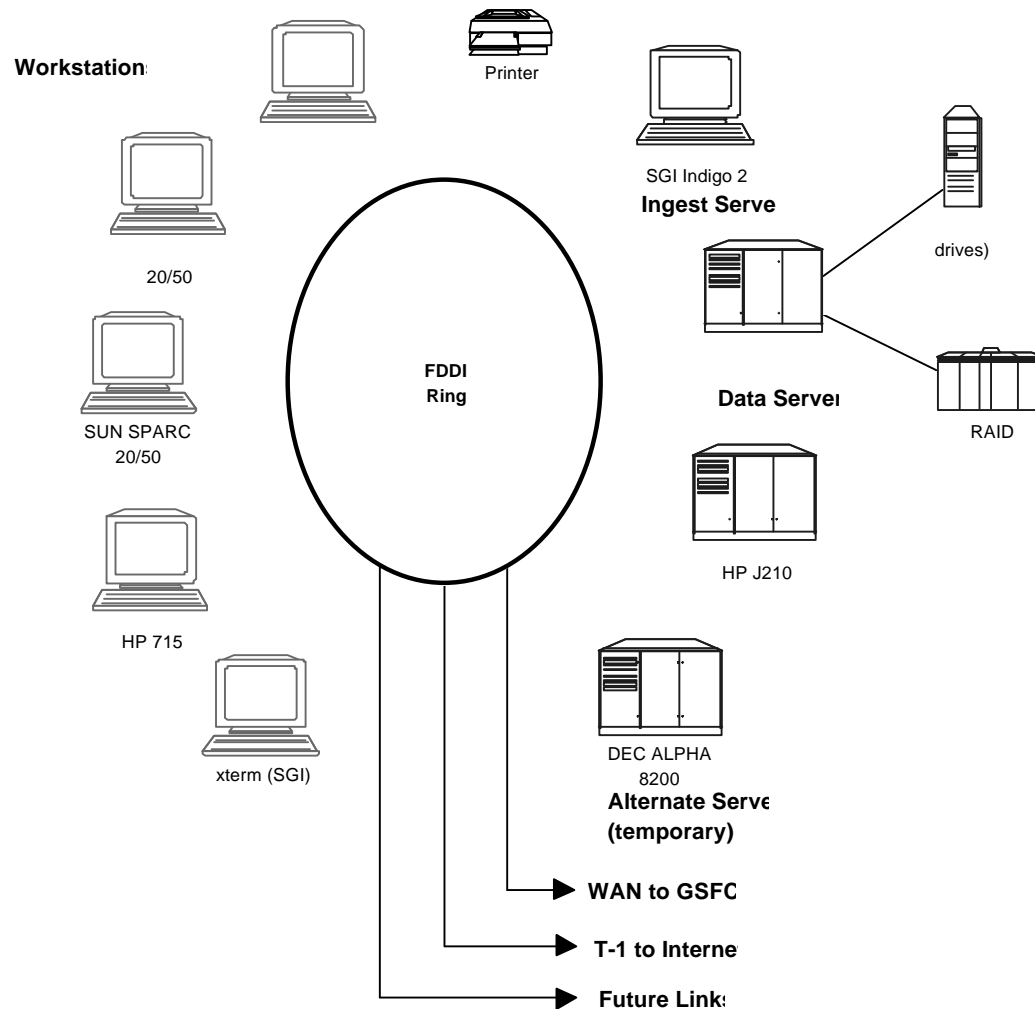 Workstations
Printer
SGI Indigo 2
Ingest Serve
drives)
20/50
FDDI
Ring
Data Server
RAID
SUN SPARC
20/50
HP J210
HP 715
xterm (SGI)
DEC ALPHA
8200
Alternate Serve
(temporary)
WAN to GSFC
T-1 to Interne
Future Links